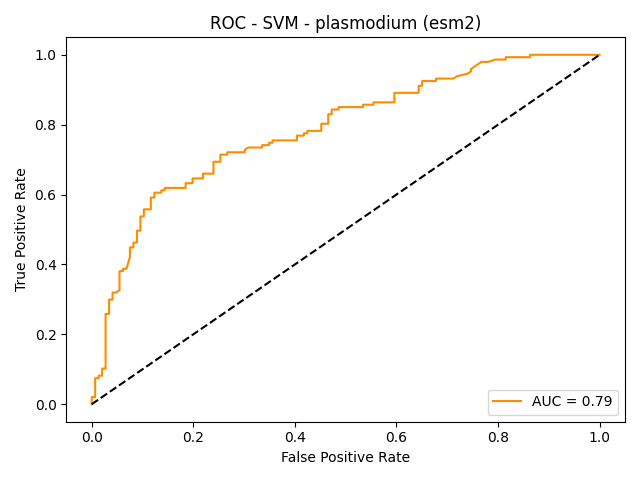 ROC - SVM - plasmodium (esm2)
1.0
0.8
0.6
0.4
0.2
0.0
True Positive Rate
AUC = 0.79
0.0 0.2 0.4 0.6 0.8 1.0
False Positive Rate